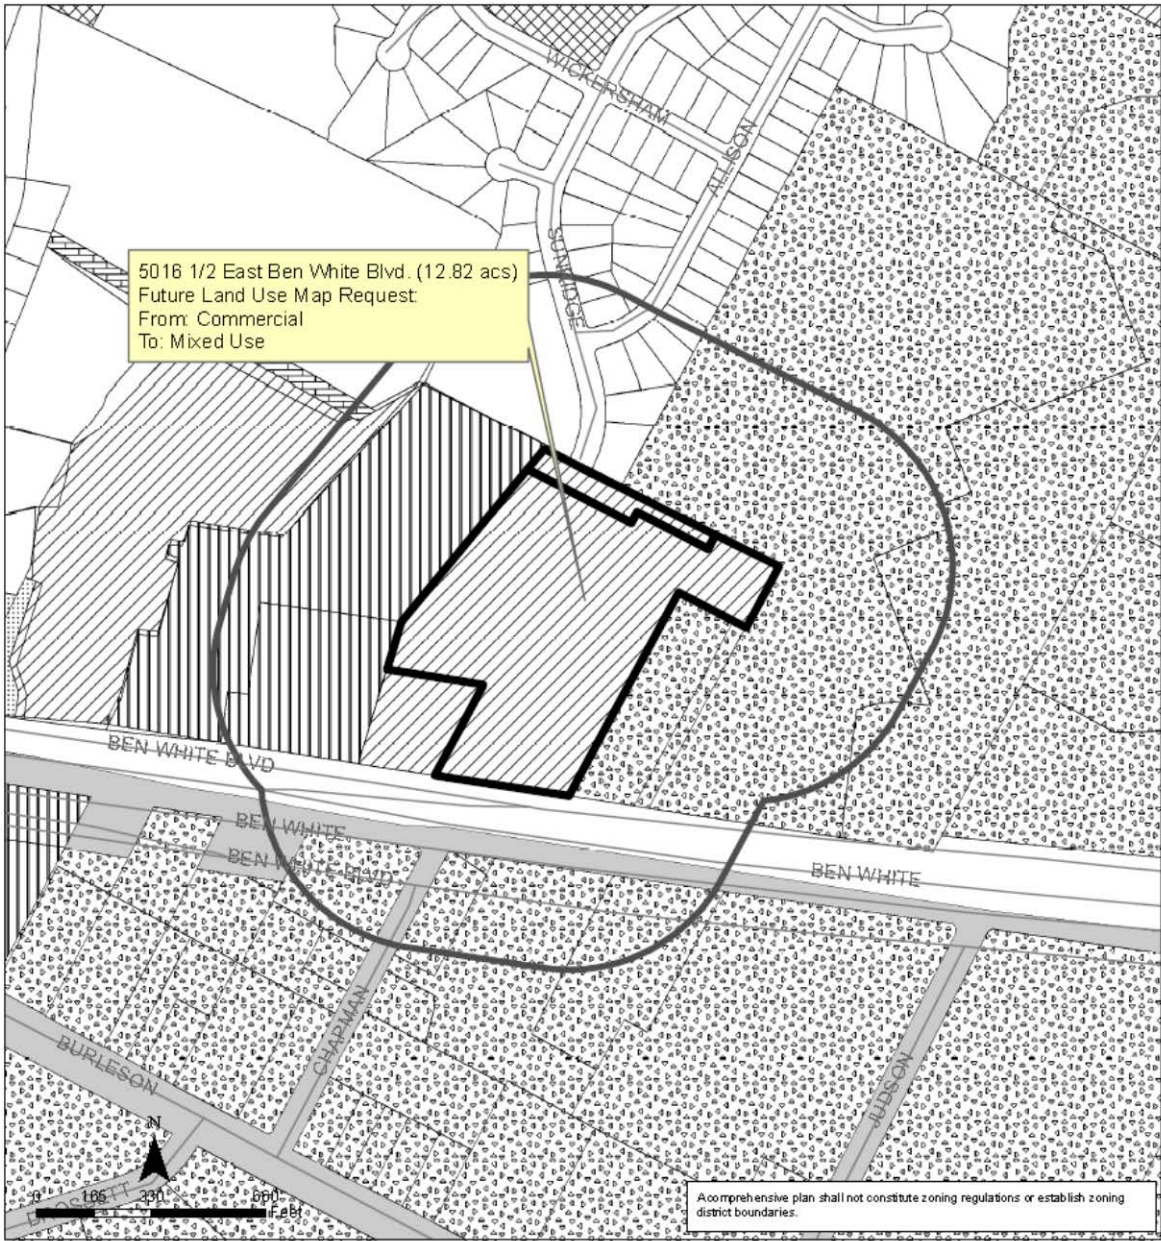 WICKERSHAM
ALLISON
SUNRIDGE
5016 1/2 East Ben White Blvd. (12.82 acs)
Future Land Use Map Request:
From: Commercial
To: Mixed Use
BEN WHITE BLVD
BEN WHITE
BEN WHITE BLVD
BEN WHITE
CHAPMAN
BURLESON
JUDSON
N
0 165 330 660
Feet
A comprehensive plan shall not constitute zoning regulations or establish zoning
district boundaries.